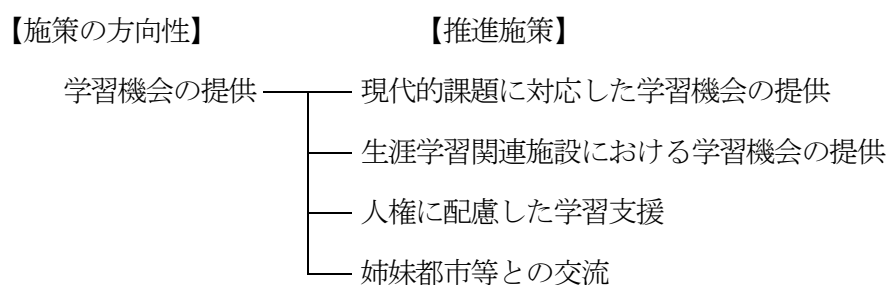 【施策の方向性】 【推進施策】
学習機会の提供 現代的課題に対応した学習機会の提供
生涯学習関連施設における学習機会の提供
人権に配慮した学習支援
姉妹都市等との交流